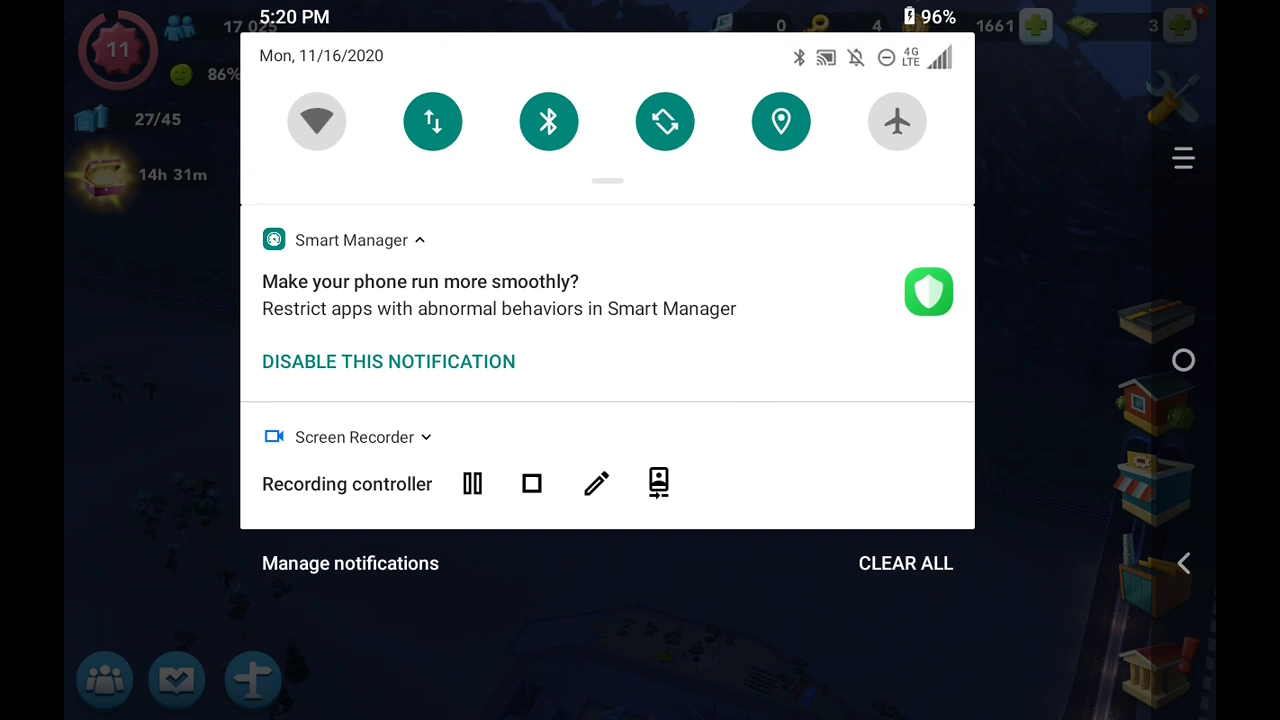 5:20 PM
96%
17 025
0
4
1661
3
11
86%
Mon, 11/16/2020
4G
LTE
27/45
14h 31m
Smart Manager
Make your phone run more smoothly?
Restrict apps with abnormal behaviors in Smart Manager
DISABLE THIS NOTIFICATION
Screen Recorder
Recording controller
Manage notifications
CLEAR ALL